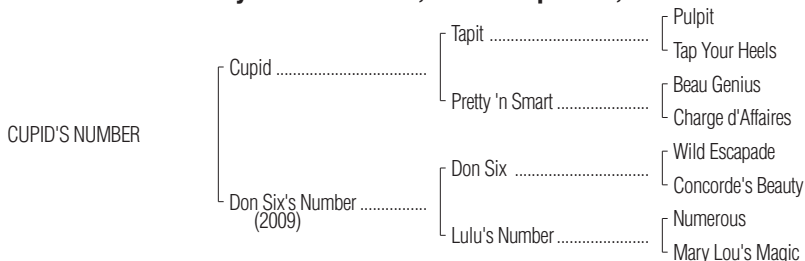 Pulpit
Tapit ....................................
Tap Your Heels
Cupid ..................................
Beau Genius
Pretty 'n Smart .....................
Charge d'Affaires
CUPID'S NUMBER
Wild Escapade
Don Six ...............................
Concorde's Beauty
Don Six's Number ...............
(2009)
Numerous
Lulu's Number .....................
Mary Lou's Magic